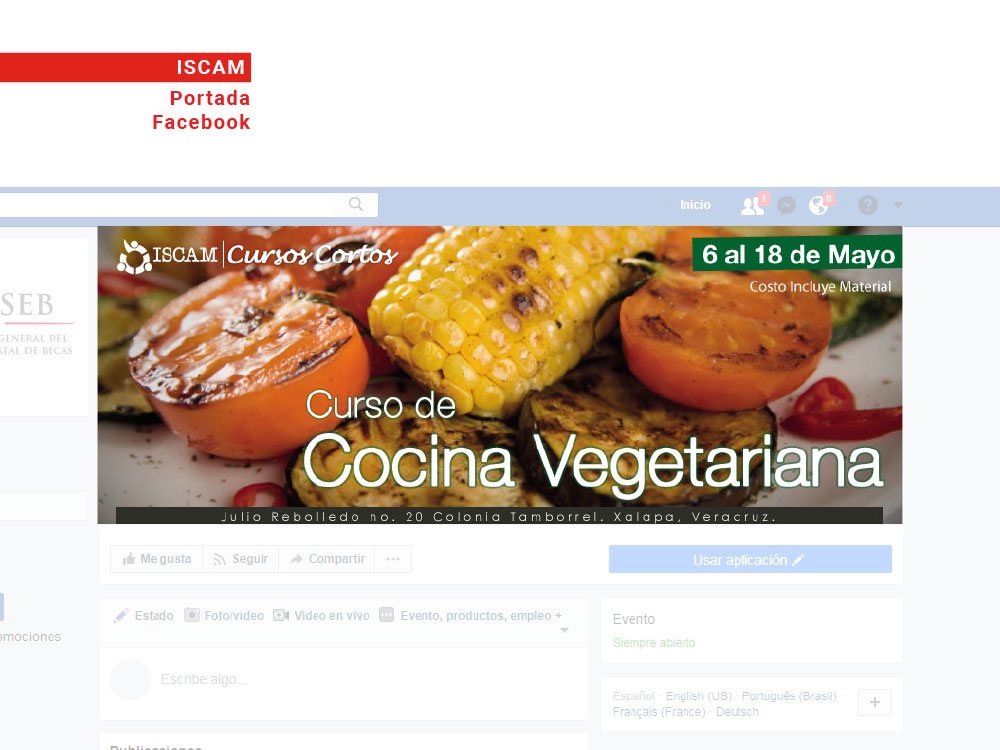 ISCAM
Portada
Facebook
Inicio
1
8
?
ISCAM | Cursos Cortos
6 al 18 de Mayo
Costo Incluye Material
SEB
GENERAL DEL
ATAL DE BECAS
Curso de
Cocina Vegetariana
Julio Rebolledo no. 20 Colonia Tamborrel. Xalapa, Veracruz.
Me gusta Seguir Compartir ...
Usar aplicación
Estado Foto/video Video en vivo Evento, productos, empleo +
omociones
Escribe algo...
Evento
Siempre abierto
Español · English (US) · Português (Brasil) ·
Français (France) · Deutsch
+
Publicaciones